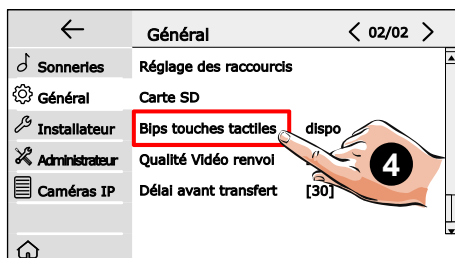 Général
< 02/02 >
Sonneries
Général
Installateur
Administrateur
Caméras IP
Réglage des raccourcis
Carte SD
Bips touches tactiles dispo
Qualité Vidéo renvoi
Délai avant transfert [30]
4